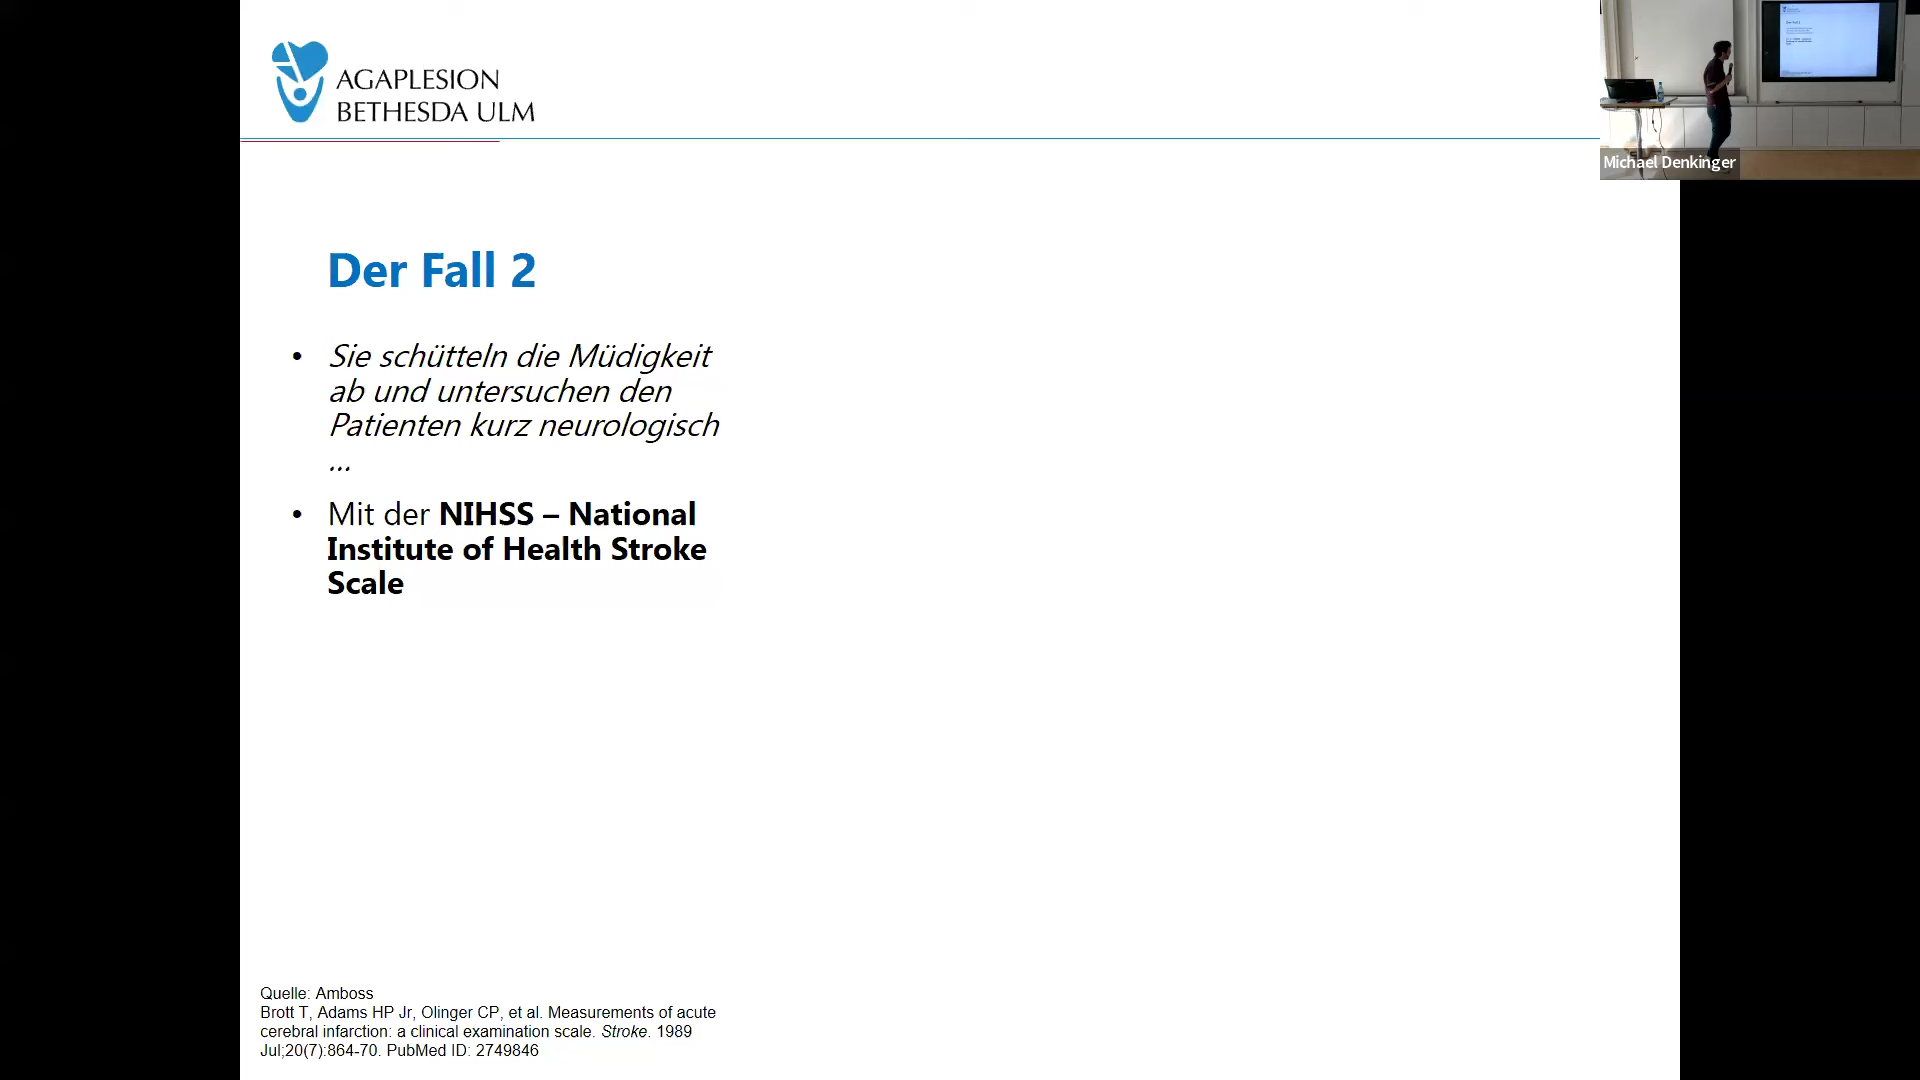 AGAPLESION
BETHESDA ULM
Michael Denkinger
Der Fall 2
• Sie schütteln die Müdigkeit
ab und untersuchen den
Patienten kurz neurologisch
...
• Mit der NIHSS – National
Institute of Health Stroke
Scale
Quelle: Amboss
Brott T, Adams HP Jr, Olinger CP, et al. Measurements of acute
cerebral infarction: a clinical examination scale. Stroke. 1989
Jul;20(7):864-70. PubMed ID: 2749846